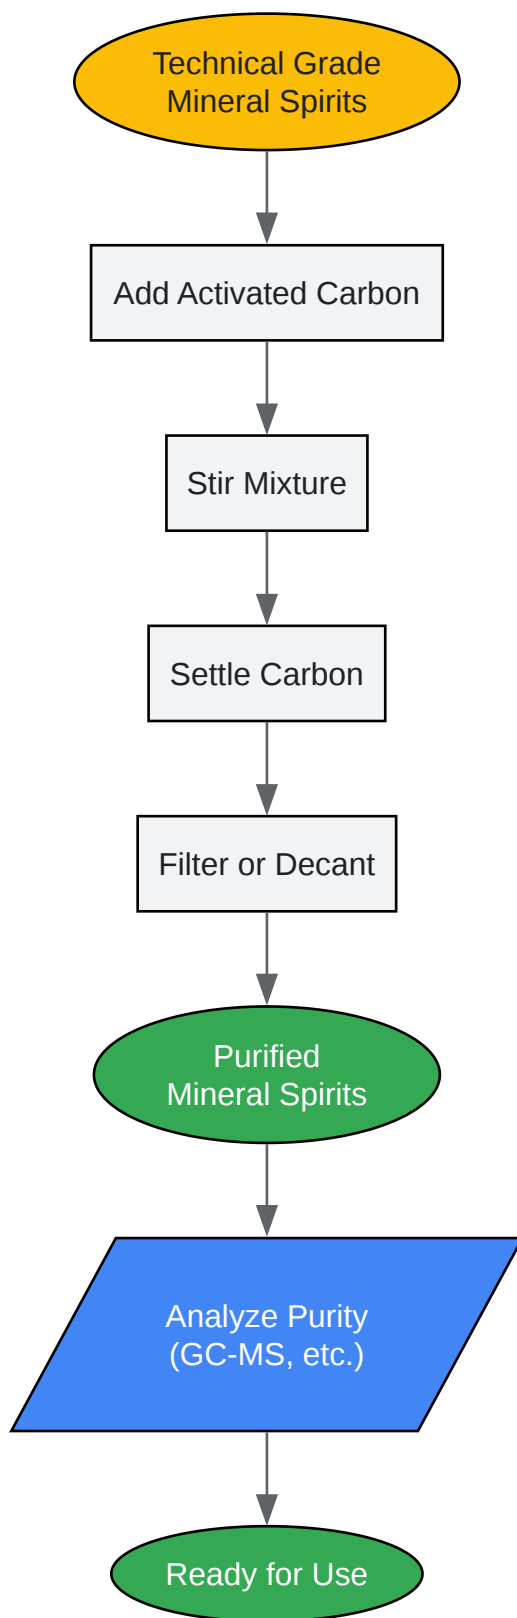 Technical Grade
Mineral Spirits
Add Activated Carbon
Stir Mixture
Settle Carbon
Filter or Decant
Purified
Mineral Spirits
Analyze Purity
(GC-MS, etc.)
Ready for Use